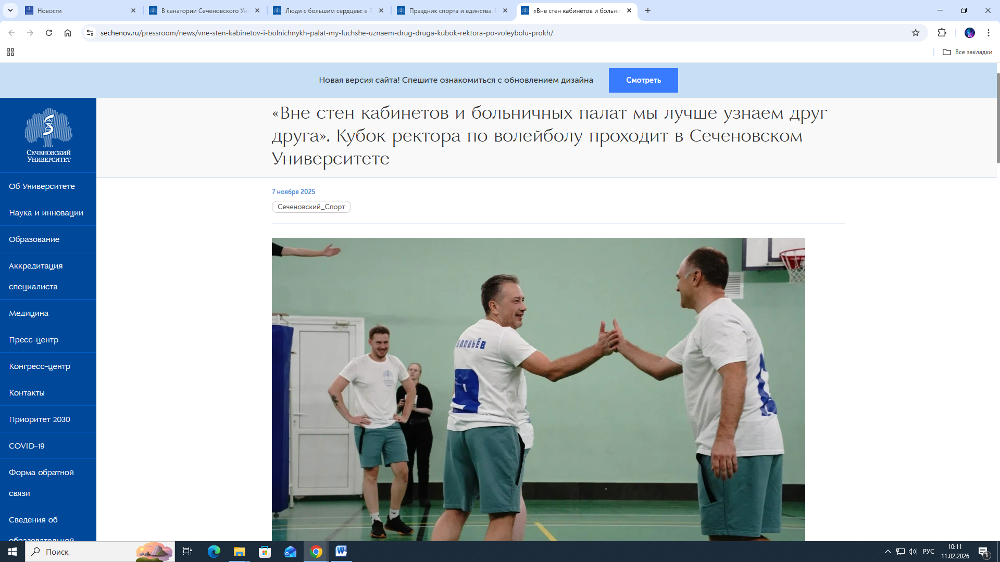 Новости
В санатории Сеченовского Ун
Люди с большим сердцем: в Р
Праздник спорта и единства.
«Вне стен кабинетов и больни
sechenov.ru/pressroom/news/vne-sten-kabinetov-i-bolnichnykh-palat-my-luchshe-uznaem-drug-druga-kubok-rektora-po-voleybolu-prokh/
Все закладки
Новая версия сайта! Спешите ознакомиться с обновлением дизайна
Смотреть
Сеченовский
Университет
Об Университете
Наука и инновации
Образование
Аккредитация
специалиста
Медицина
Пресс-центр
Конгресс-центр
Контакты
Приоритет 2030
COVID-19
Форма обратной
связи
Сведения об
образовательной
«Вне стен кабинетов и больничных палат мы лучше узнаем друг
друга». Кубок ректора по волейболу проходит в Сеченовском
Университете
7 ноября 2025
Сеченовский_Спорт
Поиск
РУС
10:11
11.02.2026
1